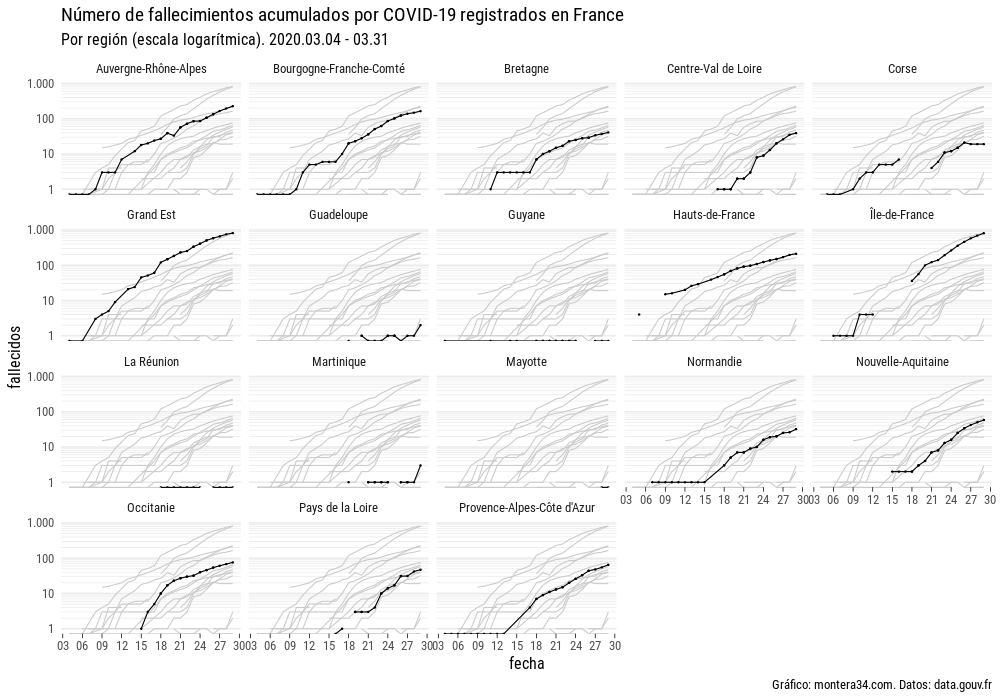 Número de fallecimientos acumulados por COVID-19 registrados en France
Por región (escala logarítmica). 2020.03.04 - 03.31
Auvergne-Rhône-Alpes Bourgogne-Franche-Comté Bretagne Centre-Val de Loire Corse
1.000
100
10
1
Grand Est Guadeloupe Guyane Hauts-de-France Île-de-France
1.000
100
10
1
fallecidos
La Réunion Martinique Mayotte Normandie Nouvelle-Aquitaine
1.000
100
10
1
03 06 09 12 15 18 21 24 27 30 03 06 09 12 15 18 21 24 27 30
Occitanie Pays de la Loire Provence-Alpes-Côte d'Azur
1.000
100
10
1
03 06 09 12 15 18 21 24 27 30 03 06 09 12 15 18 21 24 27 30 03 06 09 12 15 18 21 24 27 30
fecha
Gráfico: montera34.com. Datos: data.gouv.fr